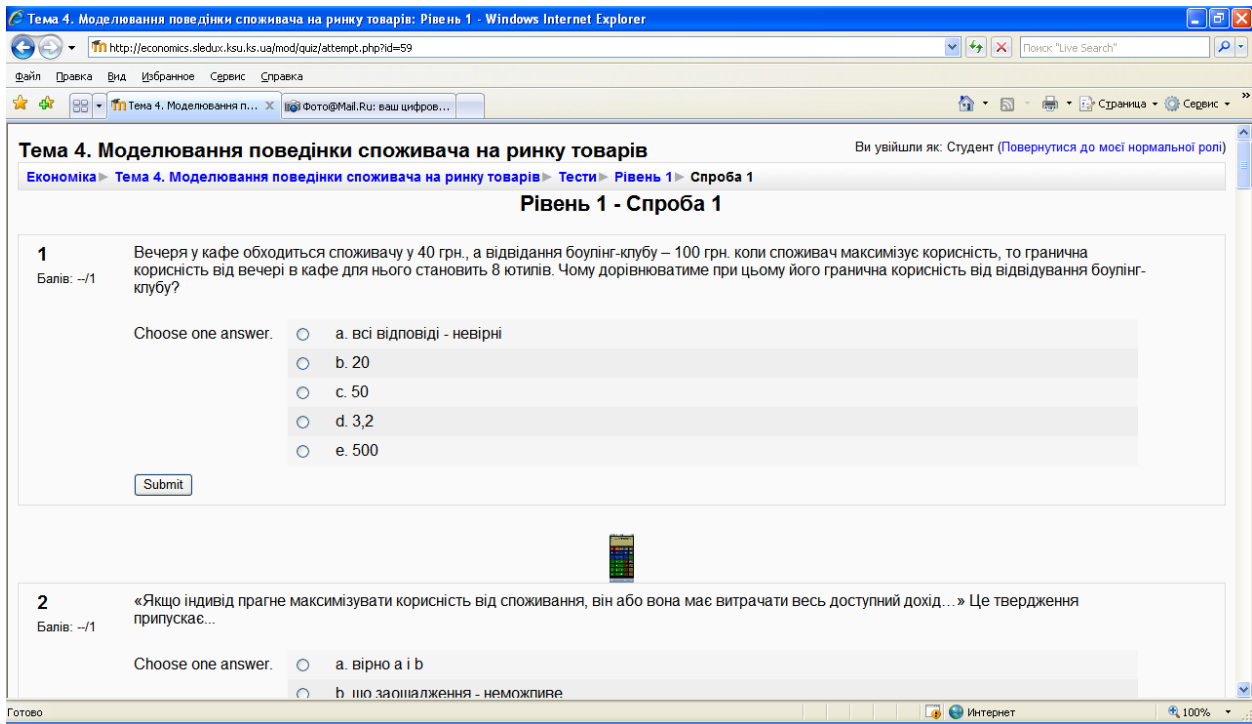 Тема 4. Моделювання поведінки споживача на ринку товарів: Рівень 1 - Windows Internet Explorer
http://economics.sledux.ksu.ks.ua/mod/quiz/attempt.php?id=59
Поиск "Live Search"
Файл Правка Вид Избранное Сервис Справка
Тема 4. Моделювання п... Фото@Mail.Ru: ваш цифров... Страница Сервис »
Тема 4. Моделювання поведінки споживача на ринку товарів
Ви увійшли як: Студент (Повернутися до моєї нормальної ролі)
Економіка ► Тема 4. Моделювання поведінки споживача на ринку товарів ► Тести ► Рівень 1 ► Спроба 1
Рівень 1 - Спроба 1
1
Балів: --/1
Вечеря у кафе обходиться споживачу у 40 грн., а відвідання боулінг-клубу – 100 грн. коли споживач максимізує корисність, то гранична
корисність від вечері в кафе для нього становить 8 ютилів. Чому дорівнюватиме при цьому його гранична корисність від відвідування боулінг-
клубу?
Choose one answer.
a. всі відповіді - невірні
b. 20
c. 50
d. 3,2
e. 500
Submit
2
Балів: --/1
«Якщо індивід прагне максимізувати корисність від споживання, він або вона має витрачати весь доступний дохід…» Це твердження
припускає...
Choose one answer.
a. вірно a і b
b. що заощадження - неможливе
Готово
Интернет
100%